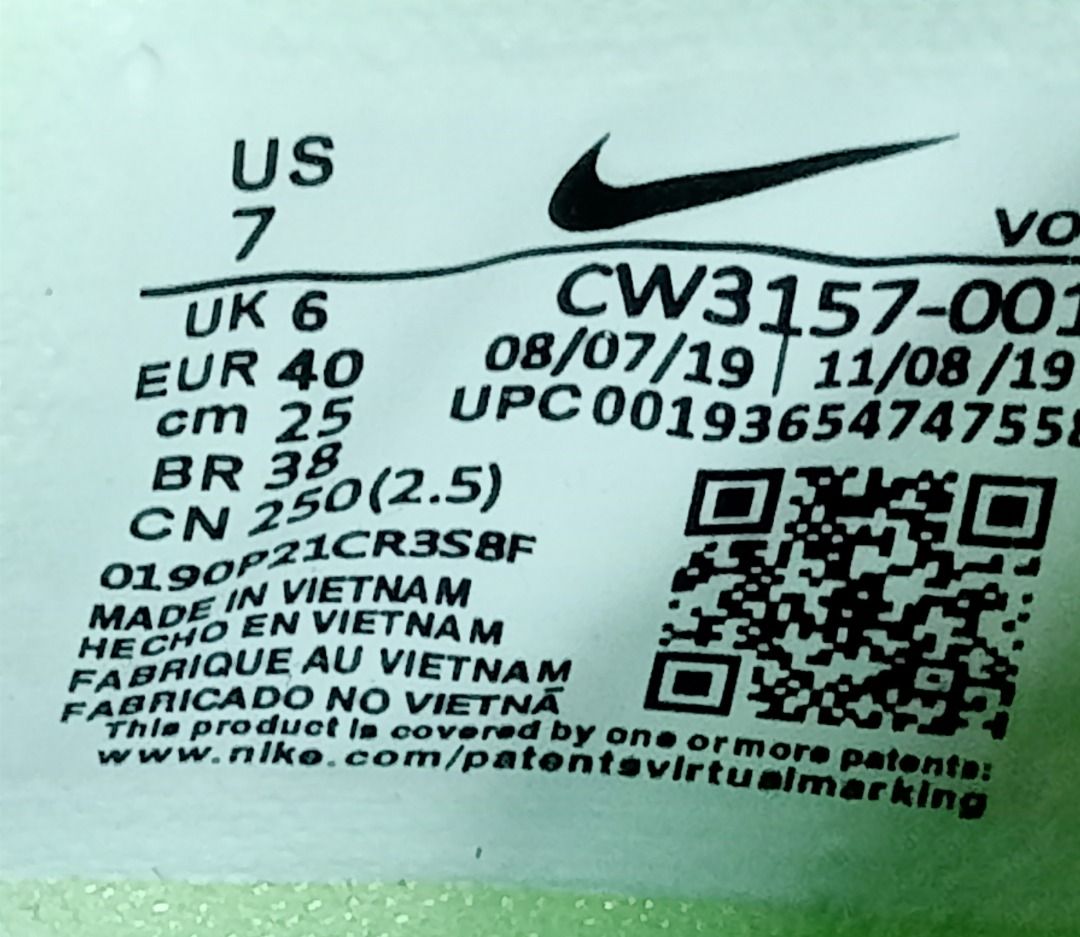 US
7
VO
UK 6
CW3157-001
EUR 40
08/07/19 | 11/08/19
cm 25
UPC 00193654747558
BR 38
CN 250(2.5)
0190P21CR3S8F
MADE IN VIETNAM
HECHO EN VIETNAM
FABRIQUE AU VIETNAM
FABRICADO NO VIETNÃ
This product is covered by one or more patents:
www.nike.com/patentsvirtualmarking